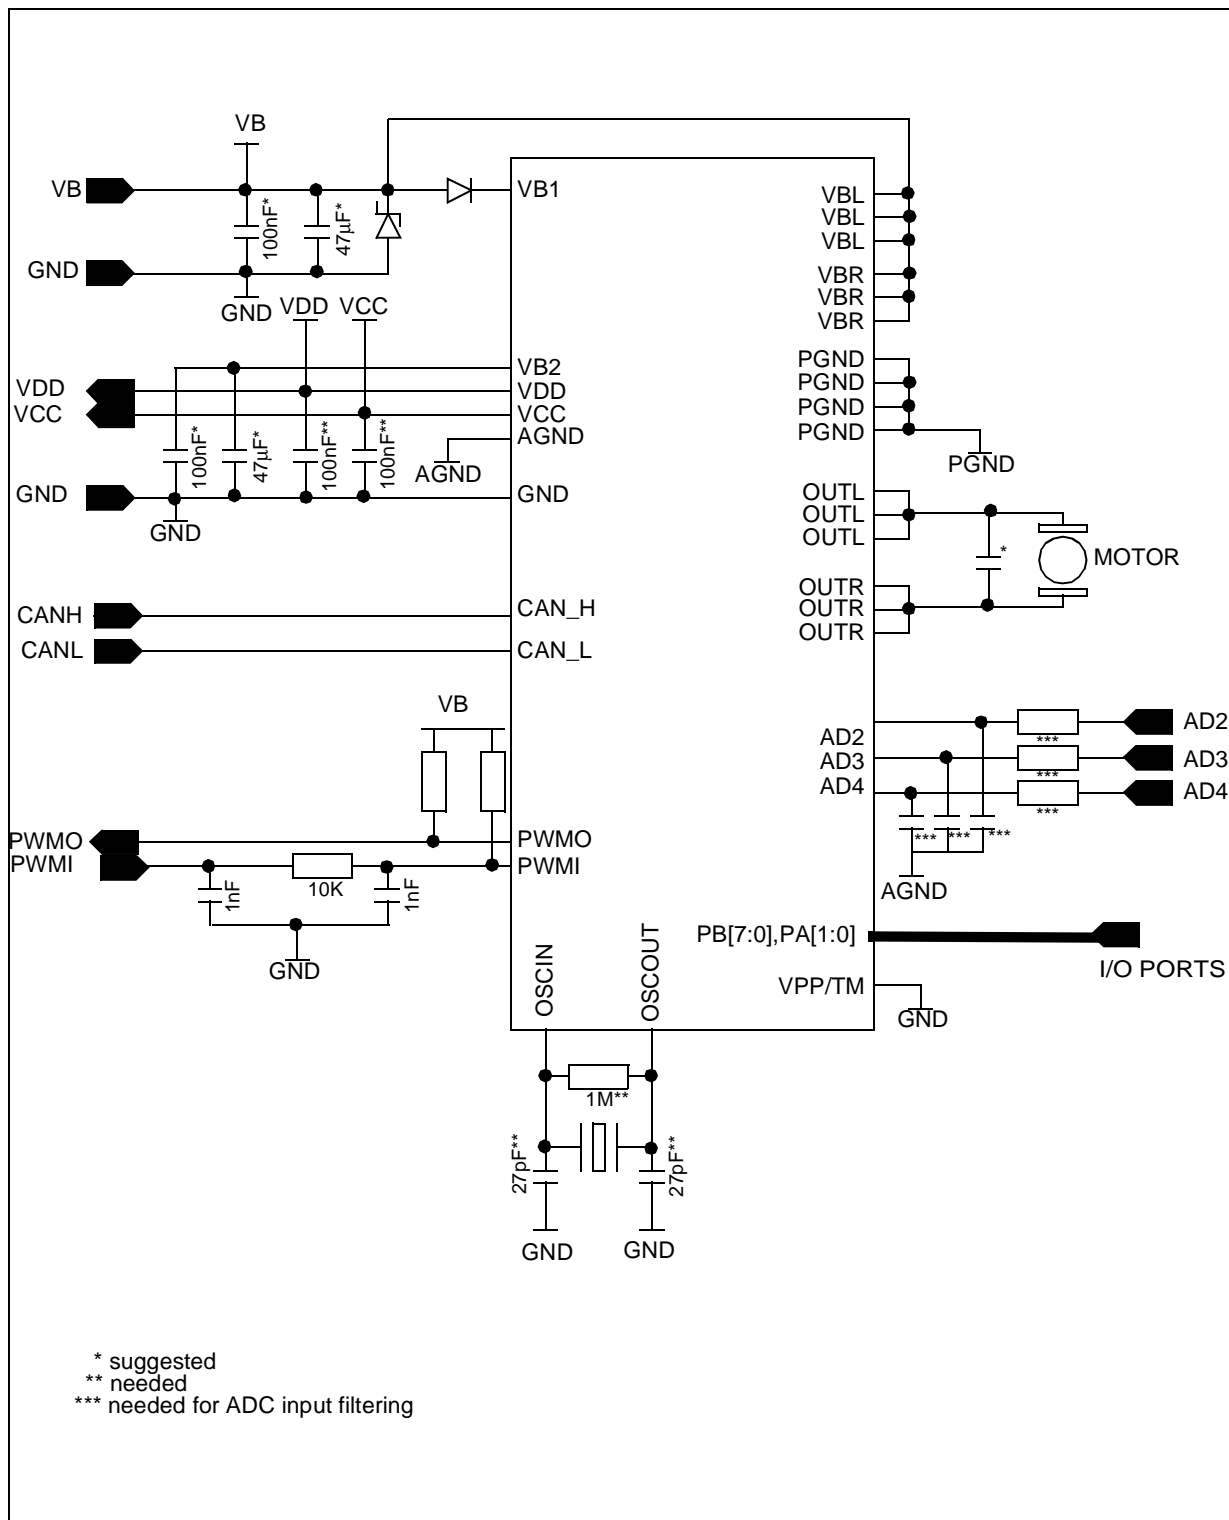 VB
VB
100nF*
47µF*
GND
GND
VB1
VBL
VBL
VBL
VBR
VBR
VBR
VDD
VCC
VDD
VCC
VB2
VDD
VCC
AGND
100nF*
47µF*
100nF**
100nF**
AGND
GND
GND
GND
PGND
PGND
PGND
PGND
PGND
OUTL
OUTL
OUTL
*
MOTOR
OUTR
OUTR
OUTR
CANH
CAN_H
CANL
CAN_L
VB
PWMO
PWMO
PWMI
PWMI
1nF
10K
1nF
GND
AD2
AD3
AD4
***
***
***
AD2
AD3
AD4
***
***
***
AGND
PB[7:0],PA[1:0]
I/O PORTS
VPP/TM
GND
OSCIN
OSCOUT
1M**
27pF**
27pF**
GND
GND
* suggested
** needed
*** needed for ADC input filtering